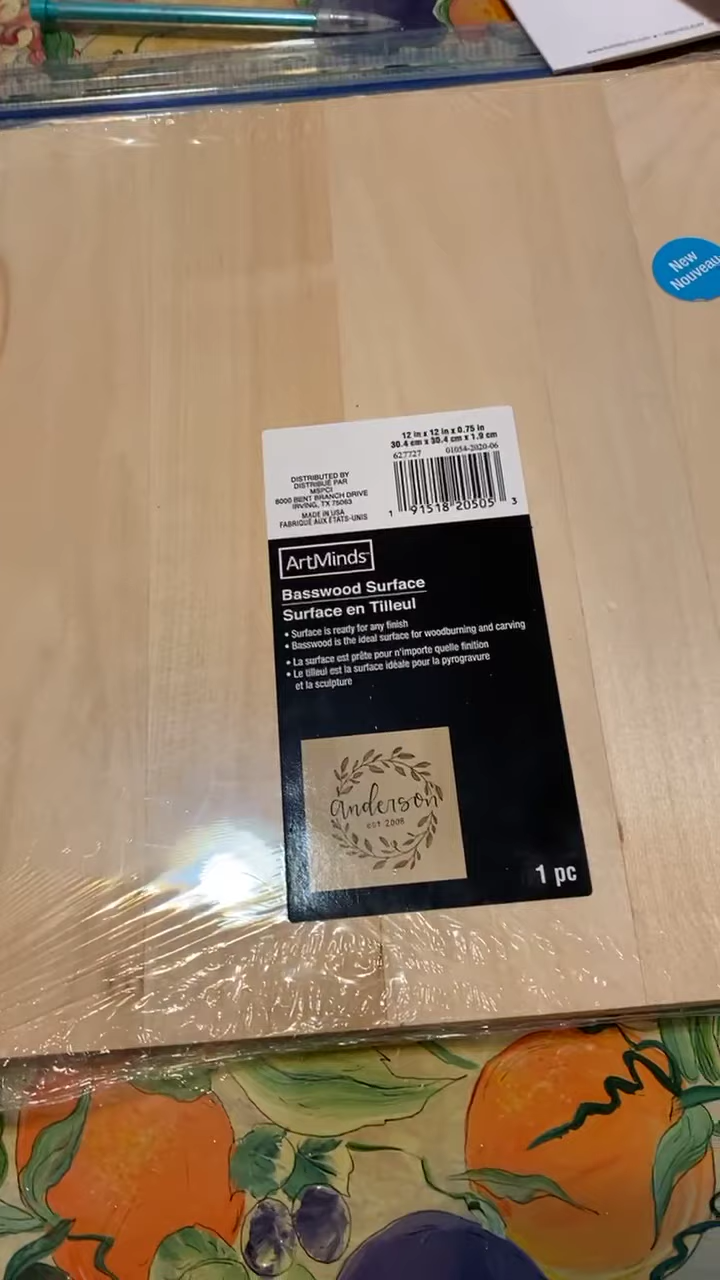 New
Nouveau
12 in x 12 in x 0.75 in
30.4 cm x 30.4 cm x 1.9 cm
627727 01054-2020-06
DISTRIBUTED BY
DISTRIBUÉ PAR
MSPCI
8000 BENT BRANCH DRIVE
IRVING, TX 75063
MADE IN USA
FABRIQUÉ AUX ÉTATS-UNIS
1 91518 20505 3
ArtMinds
Basswood Surface
Surface en Tilleul
• Surface is ready for any finish
• Basswood is the ideal surface for woodburning and carving
• La surface est prête pour n'importe quelle finition
• Le tilleul est la surface idéale pour la pyrogravure
et la sculpture
anderson
est 2008
1 pc